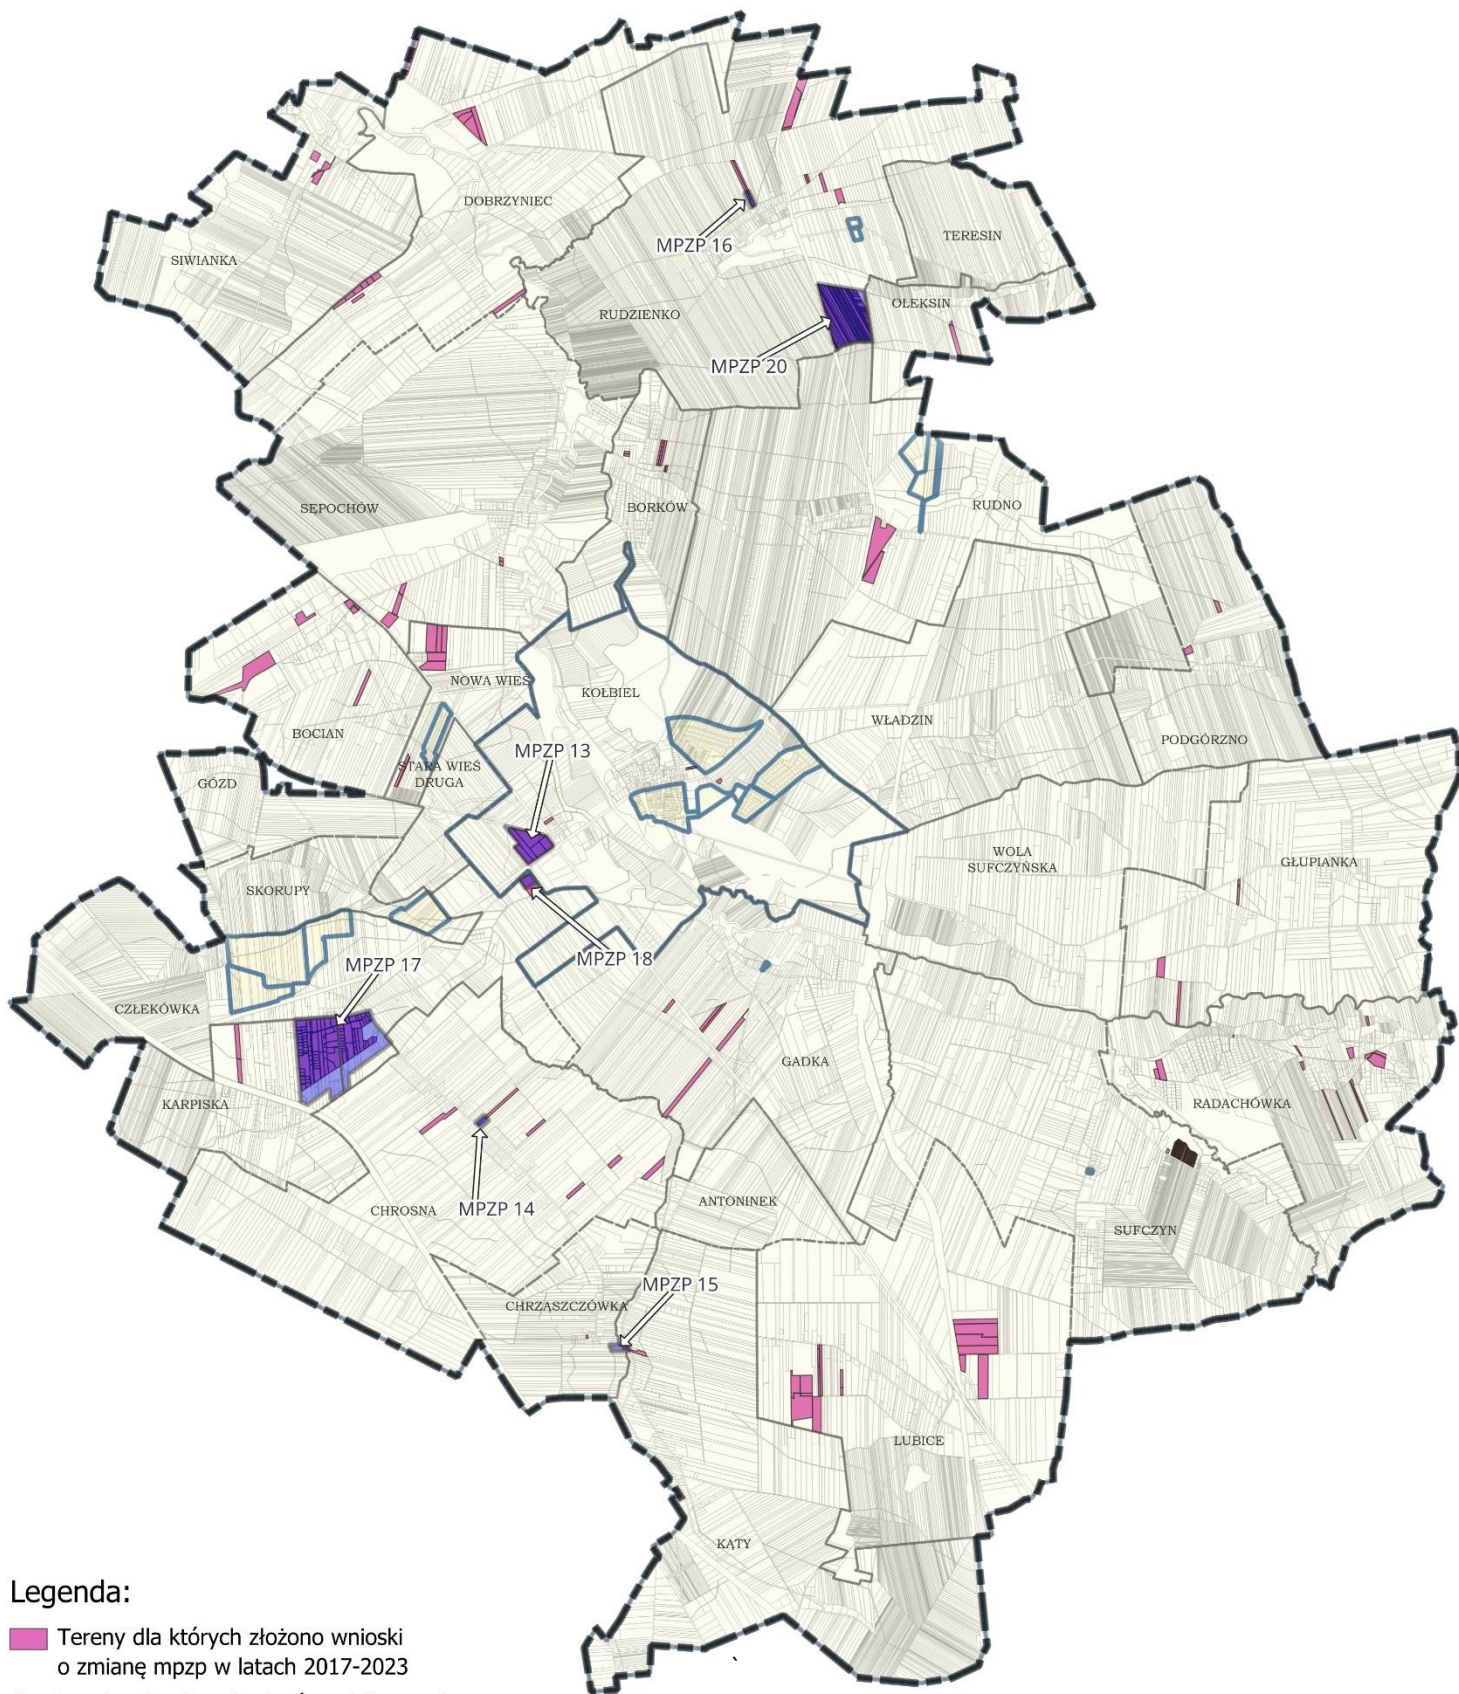 DOBRZYNIEC
MPZP 16
TERESIN
SIWIANKA
OLEKSIN
RUDZIENKO
MPZP 20
SĘPOCHÓW
BORKÓW
RUDNO
NOWA WIEŚ
KOŁBIEL
WŁADZIN
BOCIAN
PODGÓRZNO
MPZP 13
STARA WIEŚ
DRUGA
GÓZD
WOLA
SUFCZYŃSKA
GŁUPIANKA
SKORUPY
MPZP 18
MPZP 17
CZŁEKÓWKA
GADKA
KARPISKA
RADACHÓWKA
CHROSNA
MPZP 14
ANTONINEK
SUFCZYN
MPZP 15
CHRZĄSZCZÓWKA
LUBICE
KĄTY
Legenda:
Tereny dla których złożono wnioski
o zmianę mpzp w latach 2017-2023